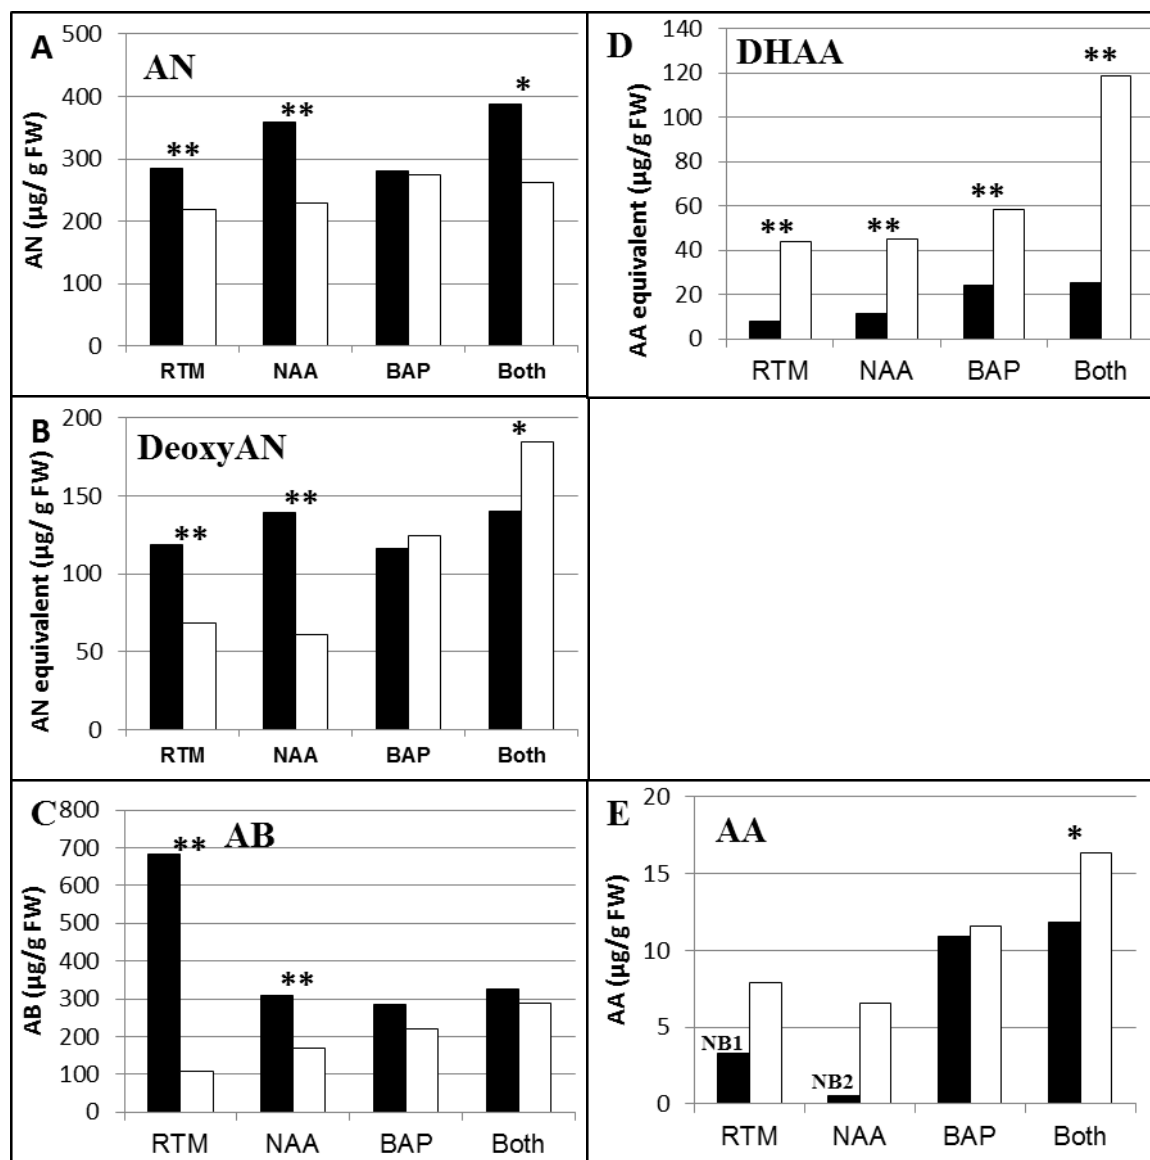 A
AN
AN (µg/ g FW)
500
400
300
200
100
0
**
**
*
RTM NAA BAP Both
D
DHAA
AA equivalent (µg/g FW)
140
120
100
80
60
40
20
0
**
**
**
**
RTM NAA BAP Both
B
DeoxyAN
AN equivalent (µg/ g FW)
200
150
100
50
0
**
**
*
RTM NAA BAP Both
C
AB
AB (µg/g FW)
800
700
600
500
400
300
200
100
0
**
**
RTM NAA BAP Both
E
AA
AA (µg/g FW)
20
15
10
5
0
NB1
NB2
*
RTM NAA BAP Both